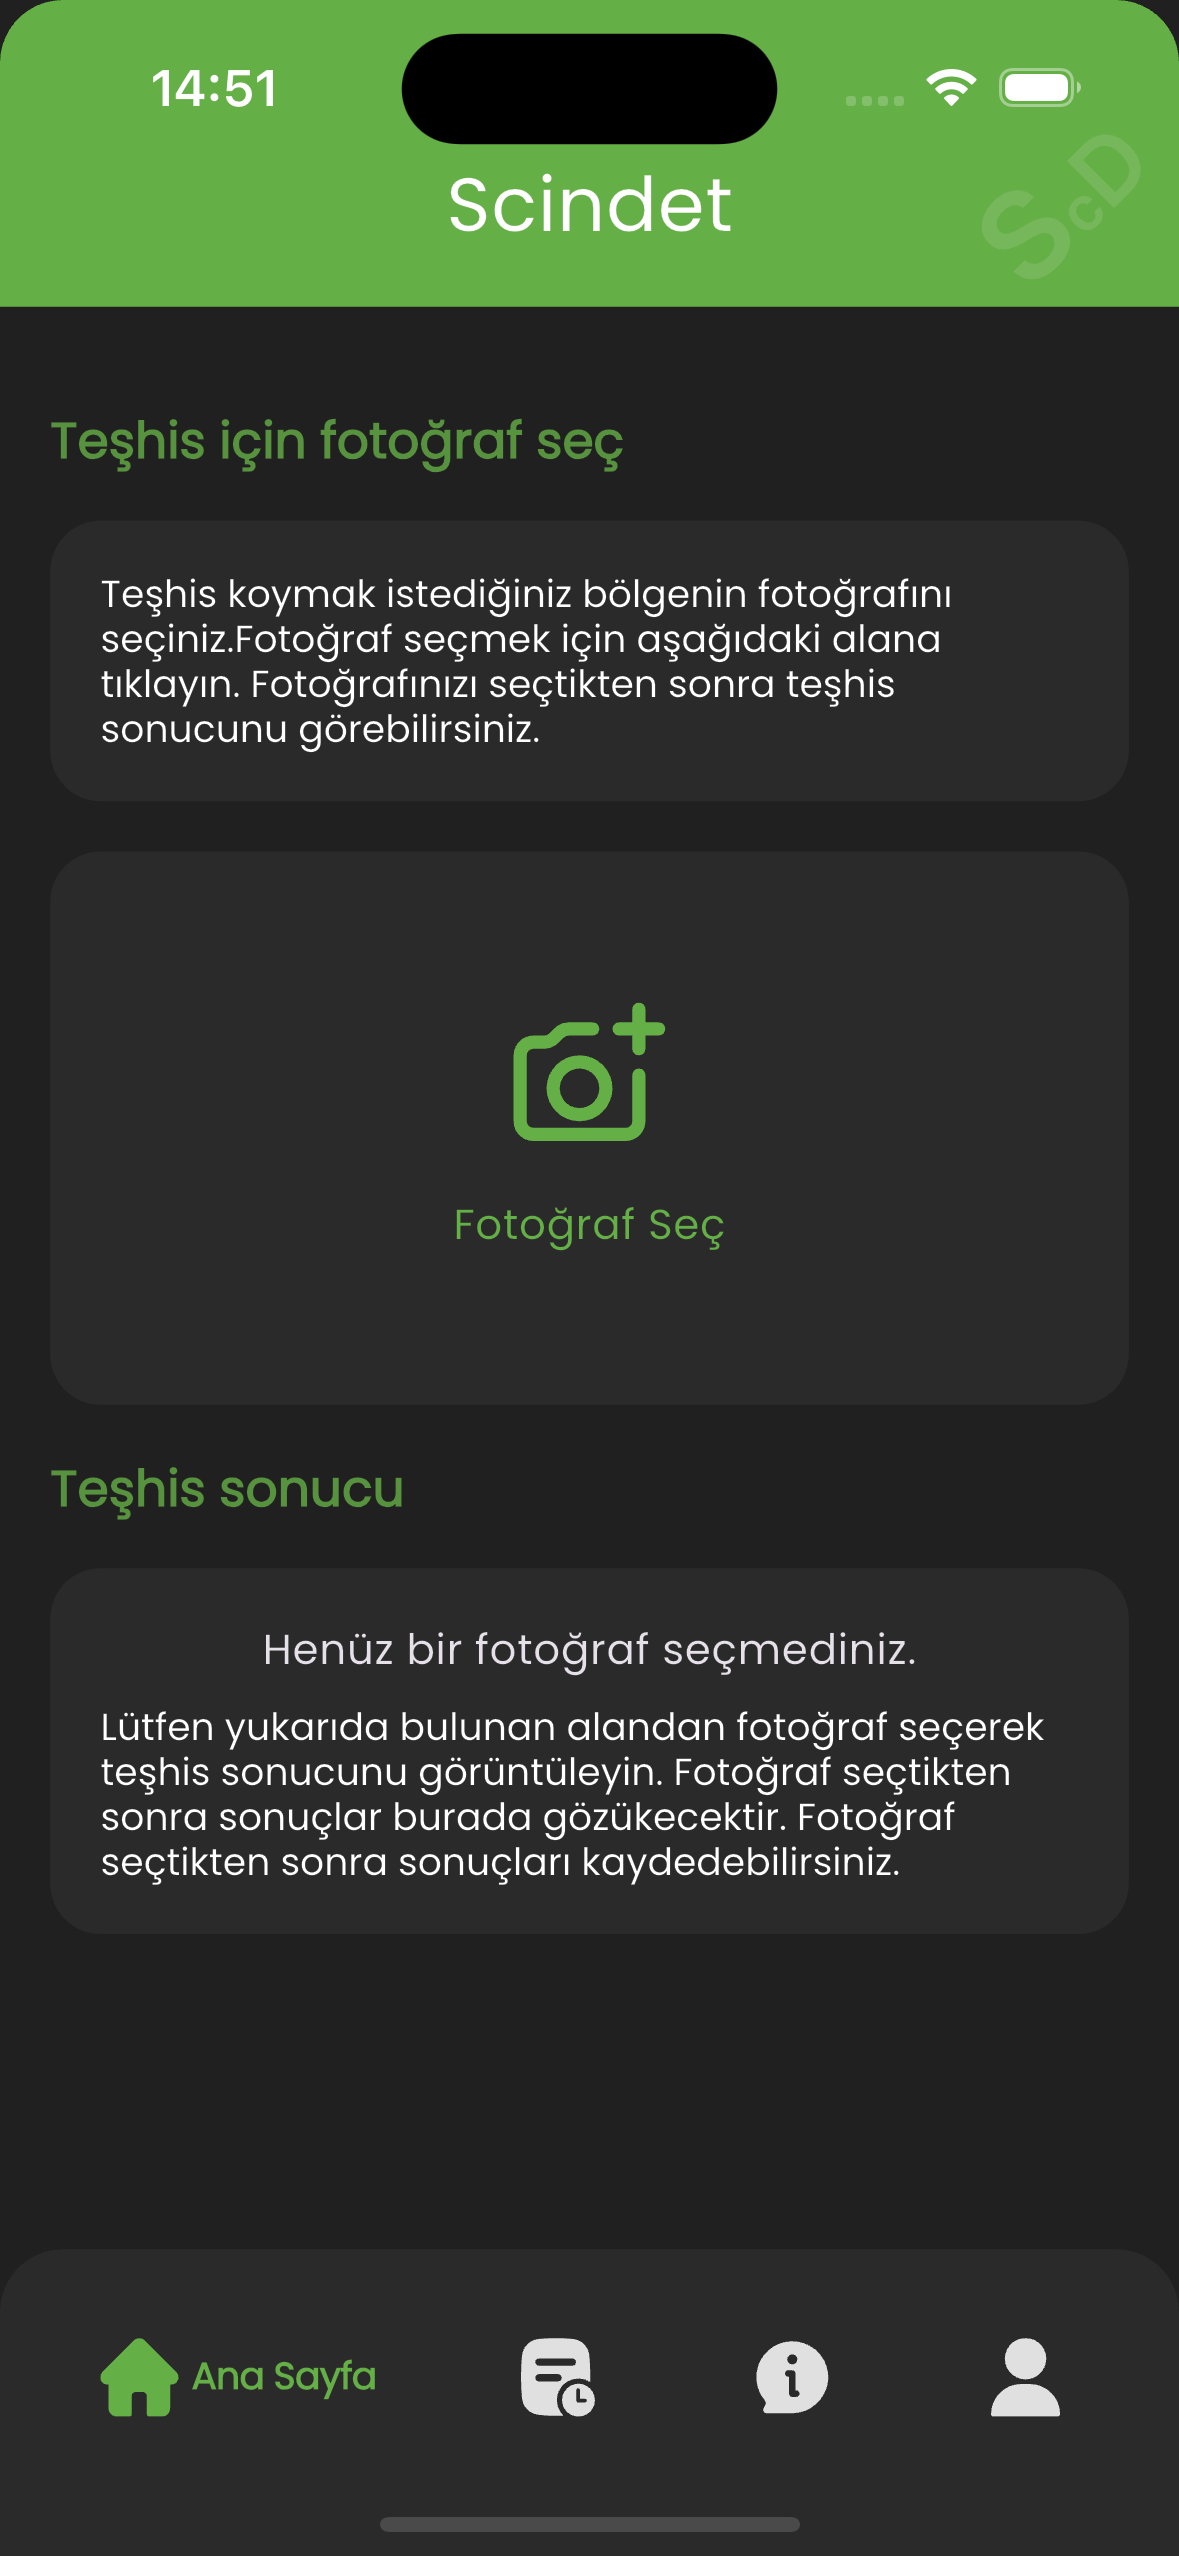 14:51
Scindet
ScD
Teşhis için fotoğraf seç
Teşhis koymak istediğiniz bölgenin fotoğrafını
seçiniz.Fotoğraf seçmek için aşağıdaki alana
tıklayın. Fotoğrafınızı seçtikten sonra teşhis
sonucunu görebilirsiniz.
Fotoğraf Seç
Teşhis sonucu
Henüz bir fotoğraf seçmediniz.
Lütfen yukarıda bulunan alandan fotoğraf seçerek
teşhis sonucunu görüntüleyin. Fotoğraf seçtikten
sonra sonuçlar burada gözükecektir. Fotoğraf
seçtikten sonra sonuçları kaydedebilirsiniz.
Ana Sayfa